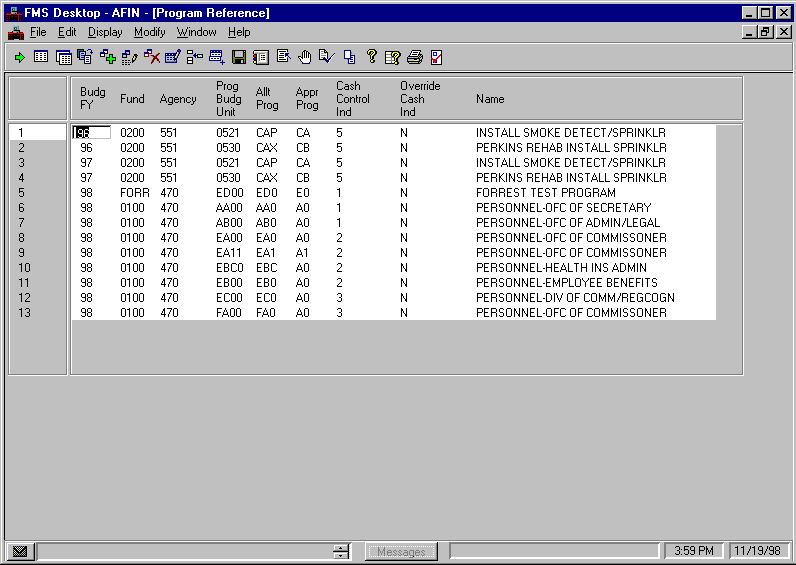 FMS Desktop - AFIN - [Program Reference]
File Edit Display Modify Window Help
Budg FY Fund Agency Prog Budg Unit Allt Prog Appr Prog Cash Control Ind Override Cash Ind Name
1 96 0200 551 0521 CAP CA 5 N INSTALL SMOKE DETECT/SPRINKLR
2 96 0200 551 0530 CAX CB 5 N PERKINS REHAB INSTALL SPRINKLR
3 97 0200 551 0521 CAP CA 5 N INSTALL SMOKE DETECT/SPRINKLR
4 97 0200 551 0530 CAX CB 5 N PERKINS REHAB INSTALL SPRINKLR
5 98 FORR 470 ED00 ED0 E0 1 N FORREST TEST PROGRAM
6 98 0100 470 AA00 AA0 A0 1 N PERSONNEL-OFC OF SECRETARY
7 98 0100 470 AB00 AB0 A0 1 N PERSONNEL-OFC OF ADMIN/LEGAL
8 98 0100 470 EA00 EA0 A0 2 N PERSONNEL-OFC OF COMMISSONER
9 98 0100 470 EA11 EA1 A1 2 N PERSONNEL-OFC OF COMMISSONER
10 98 0100 470 EBC0 EBC A0 2 N PERSONNEL-HEALTH INS ADMIN
11 98 0100 470 EB00 EB0 A0 2 N PERSONNEL-EMPLOYEE BENEFITS
12 98 0100 470 EC00 EC0 A0 3 N PERSONNEL-DIV OF COMM/REGCOGN
13 98 0100 470 FA00 FA0 A0 3 N PERSONNEL-OFC OF COMMISSONER
Messages 3:59 PM 11/19/98